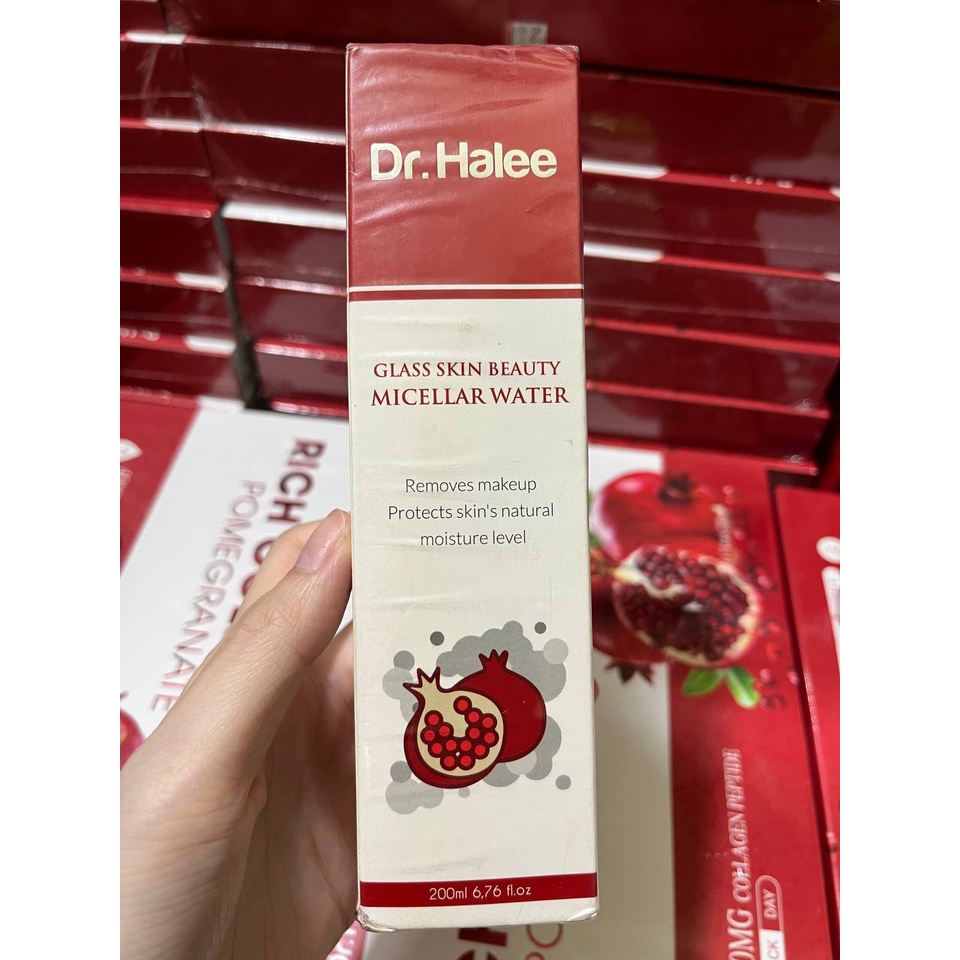 Dr. Halee
GLASS SKIN BEAUTY
MICELLAR WATER
Removes makeup
Protects skin's natural
moisture level
200ml 6,76 fl.oz
RICH
POMEGRANATE
COLLAGEN PEPTIDE
DAY